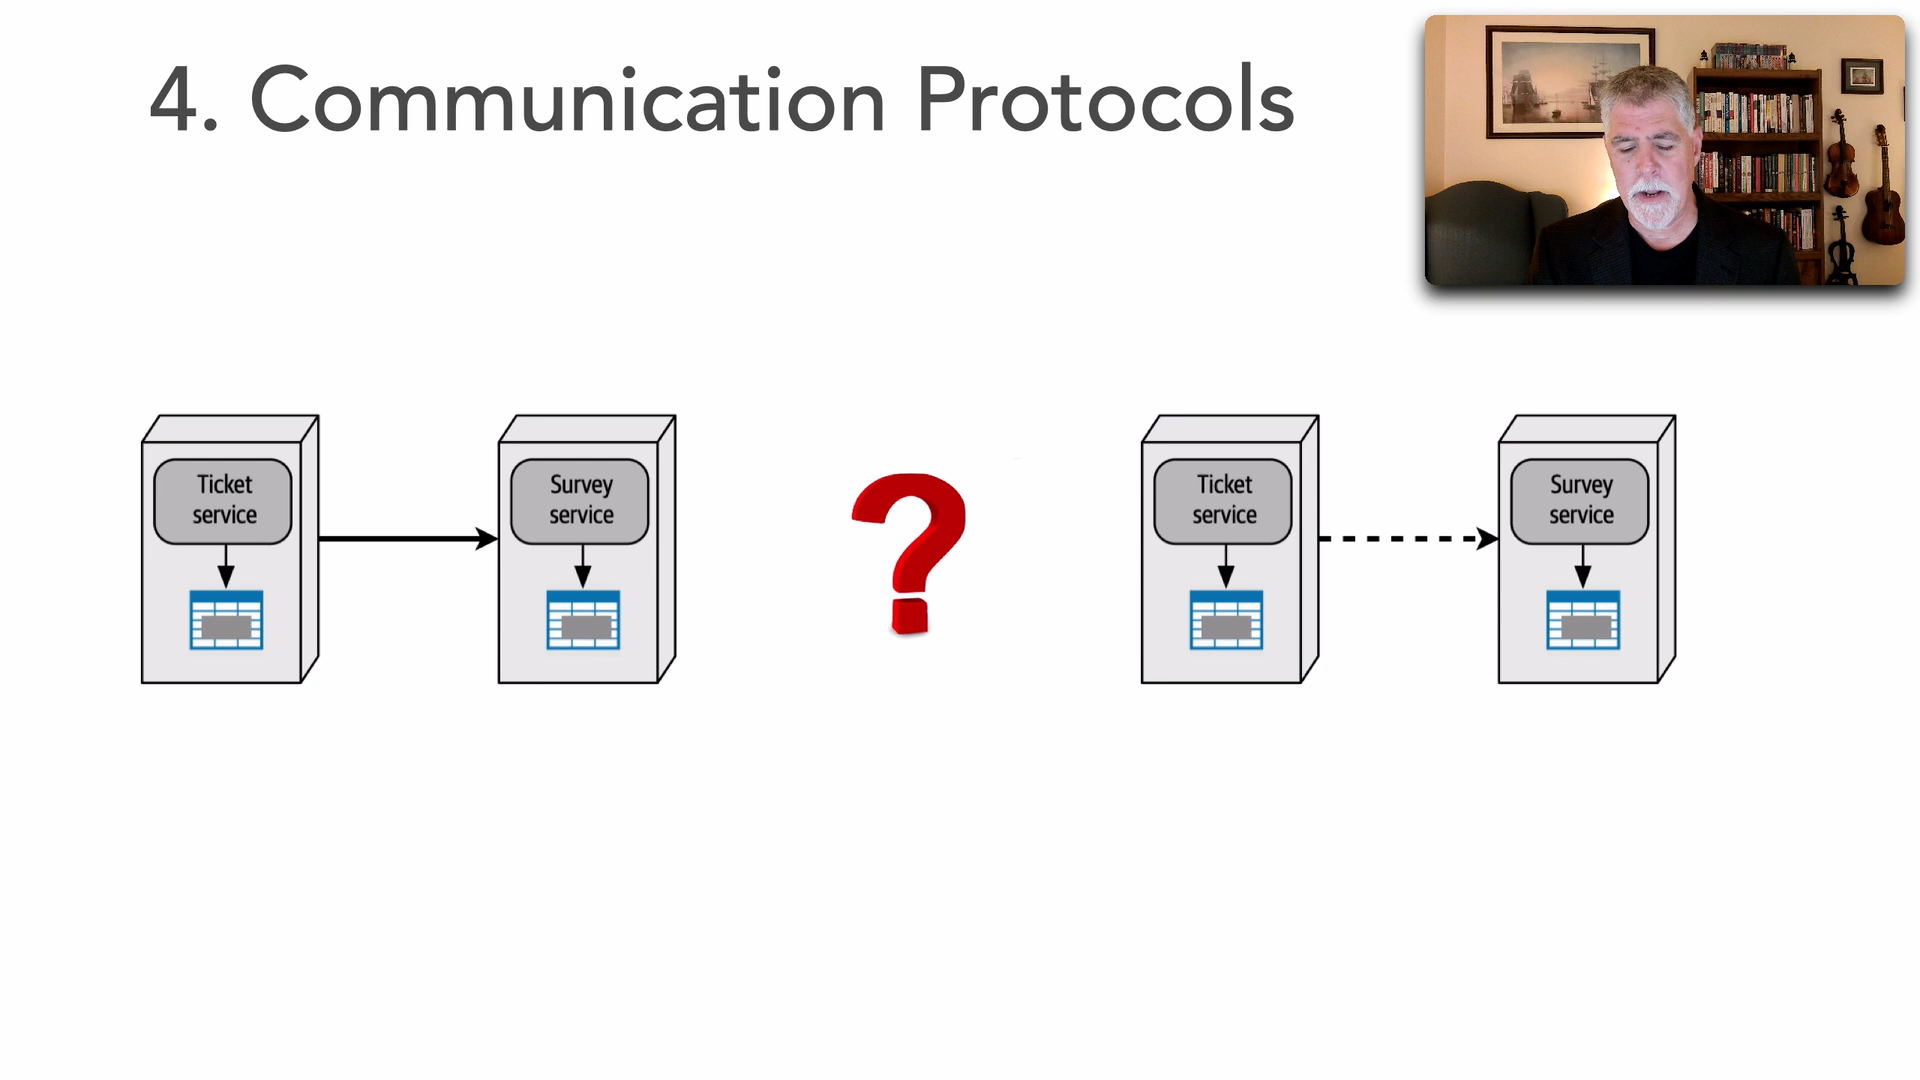 4. Communication Protocols
Ticket
service
Survey
service
?
Ticket
service
Survey
service